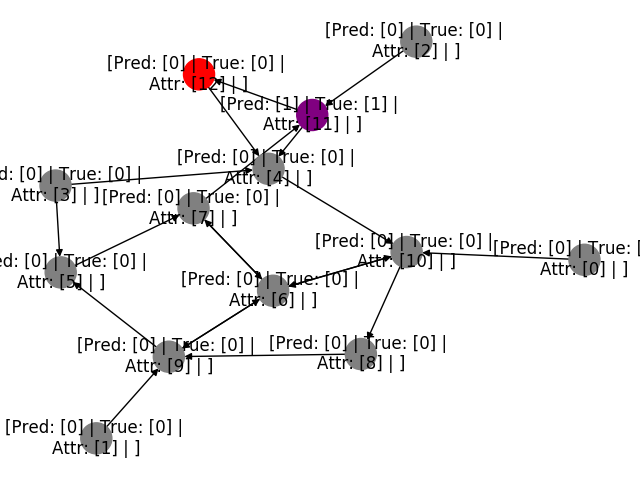 [Pred: [0] | True: [0] |
Attr: [2] | ]
[Pred: [0] | True: [0] |
Attr: [12] | ]
[Pred: [1] | True: [1] |
Attr: [11] | ]
[Pred: [0] | True: [0] |
Attr: [4] | ]
d: [0] | True: [0] |
Attr: [3] | ]
[Pred: [0] | True: [0] |
Attr: [7] | ]
[Pred: [0] | True: [0] |
Attr: [10] | ]
[Pred: [0] | True: [
Attr: [0] | ]
ed: [0] | True: [0] |
Attr: [5] | ]
[Pred: [0] | True: [0] |
Attr: [6] | ]
[Pred: [0] | True: [0] |
Attr: [9] | ]
[Pred: [0] | True: [0] |
Attr: [8] | ]
[Pred: [0] | True: [0] |
Attr: [1] | ]